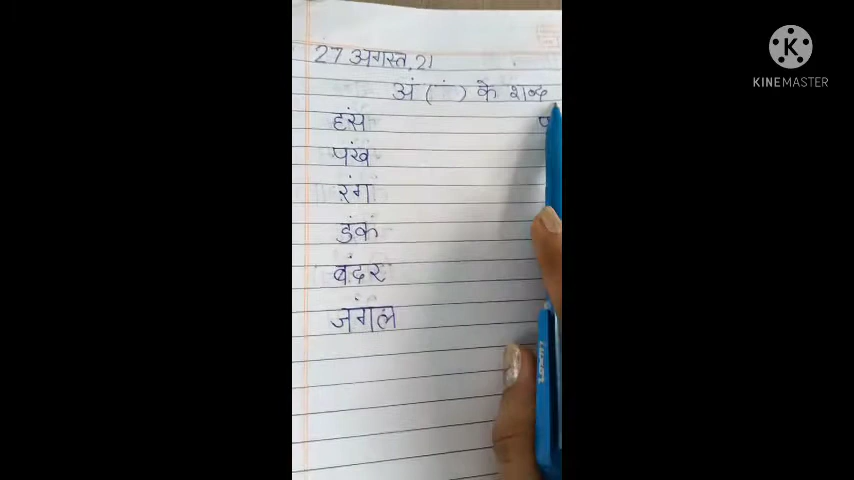 27 अगस्त, 21
अं ( ं ) के शब्द
हंस
पंख
रंग
डंक
बंदर
जंगल
K
KINEMASTER